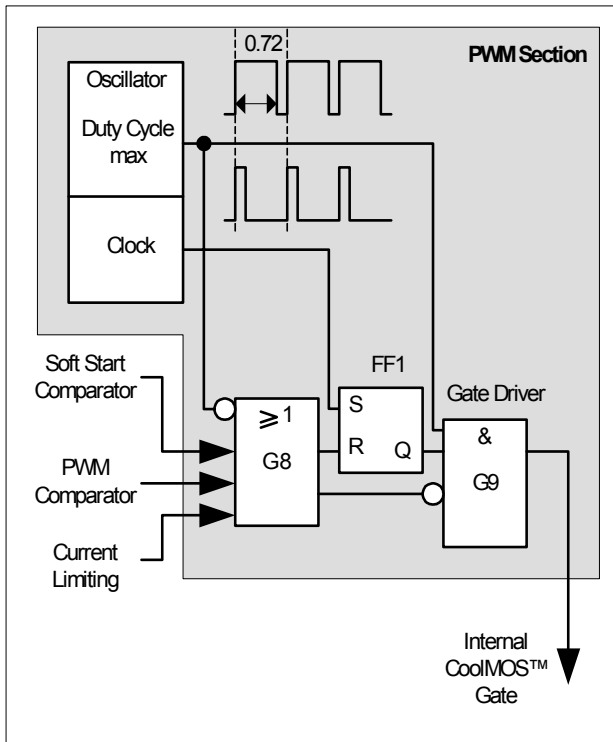 0.72
PWM Section
Oscillator
Duty Cycle
max
Clock
Soft Start
Comparator
FF1
Gate Driver
≥1
G8
S
R
Q
&
G9
PWM
Comparator
Current
Limiting
Internal
CoolMOS™
Gate